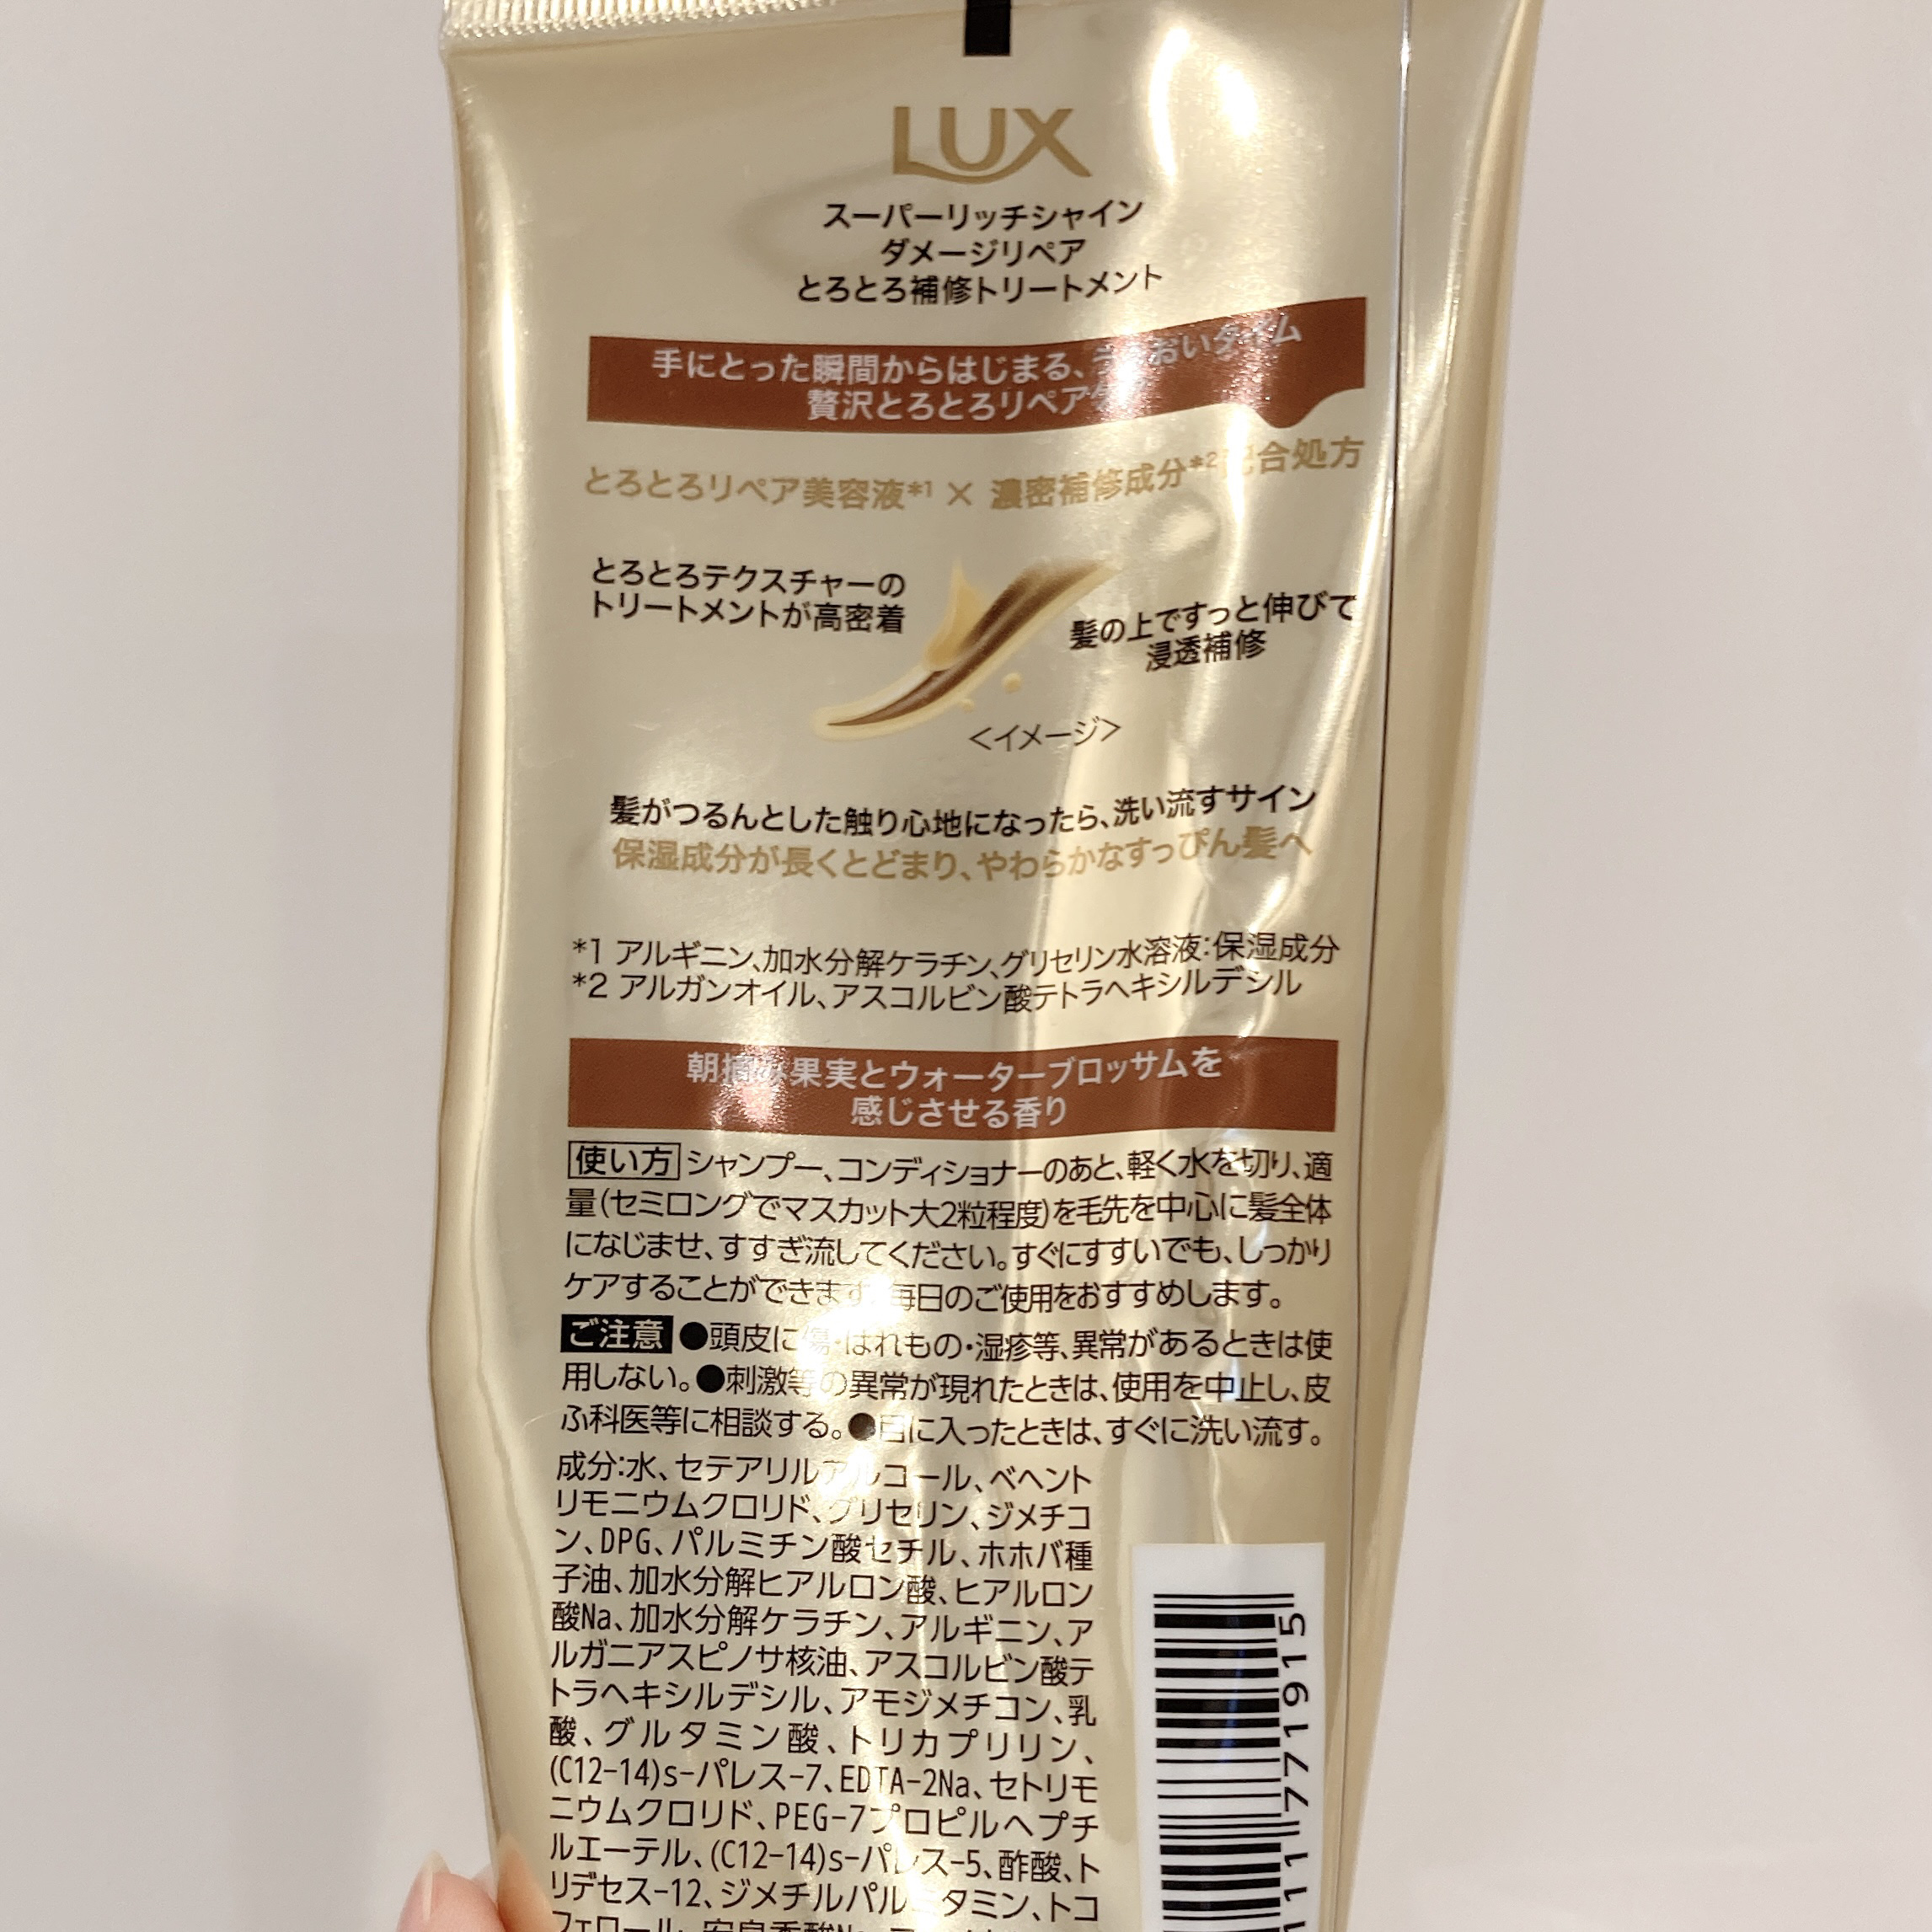 LUX
スーパーリッチシャイン
ダメージリペア
とろとろ補修トリートメント
手にとった瞬間からはじまる、うるおいタイム
贅沢とろとろリペアケア
とろとろリペア美容液*1 × 濃密補修成分*2配合処方
とろとろテクスチャーの
トリートメントが高密着
髪の上ですっと伸びて
浸透補修
<イメージ>
髪がつるんとした触り心地になったら、洗い流すサイン
保湿成分が長くとどまり、やわらかなすっぴん髪へ
*1 アルギニン、加水分解ケラチン、グリセリン水溶液:保湿成分
*2 アルガンオイル、アスコルビン酸テトラヘキシルデシル
朝摘み果実とウォーターブロッサムを
感じさせる香り
使い方 シャンプー、コンディショナーのあと、軽く水を切り、適
量(セミロングでマスカット大2粒程度)を毛先を中心に髪全体
になじませ、すすぎ流してください。すぐにすすいでも、しっかり
ケアすることができます。毎日のご使用をおすすめします。
ご注意 ●頭皮に傷・はれもの・湿疹等、異常があるときは使
用しない。●刺激等の異常が現れたときは、使用を中止し、皮
ふ科医等に相談する。●目に入ったときは、すぐに洗い流す。
成分:水、セテアリルアルコール、ベヘント
リモニウムクロリド、グリセリン、ジメチコ
ン、DPG、パルミチン酸セチル、ホホバ種
子油、加水分解ヒアルロン酸、ヒアルロン
酸Na、加水分解ケラチン、アルギニン、ア
ルガニアスピノサ核油、アスコルビン酸テ
トラヘキシルデシル、アモジメチコン、乳
酸、グルタミン酸、トリカプリリン、
(C12-14)s-パレス-7、EDTA-2Na、セトリモ
ニウムクロリド、PEG-7プロピルヘプチ
ルエーテル、(C12-14)s-パレス-5、酢酸、ト
リデセス-12、ジメチルパルミタミン、トコ
フェロール、安息香酸Na
5191771